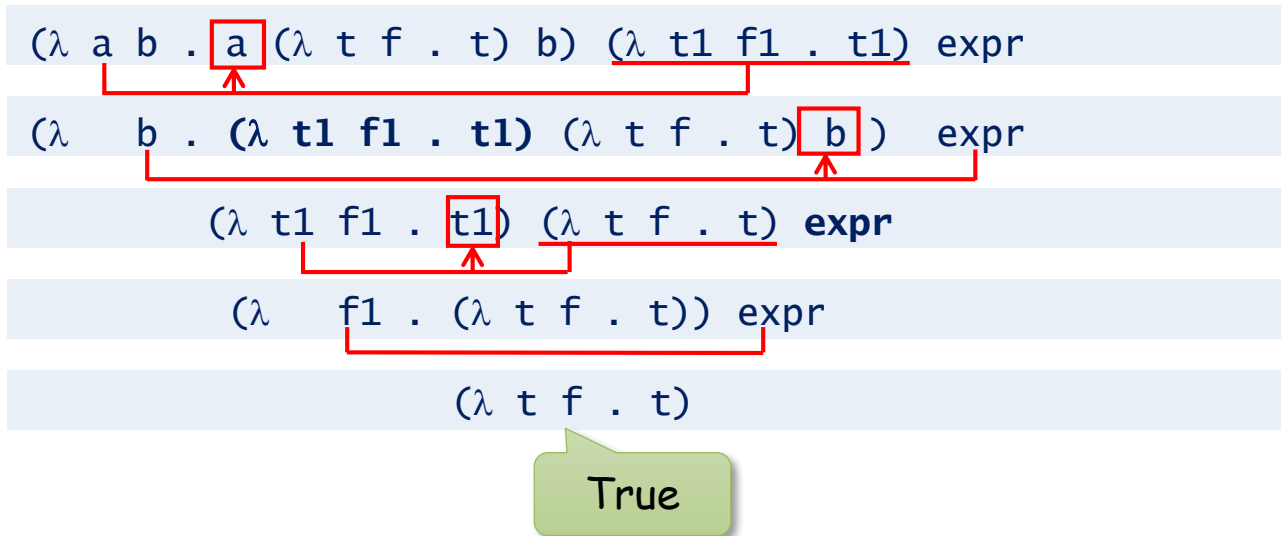 (λ a b . a (λ t f . t) b) (λ t1 f1 . t1) expr
(λ b . (λ t1 f1 . t1) (λ t f . t) b ) expr
(λ t1 f1 . t1) (λ t f . t) expr
(λ f1 . (λ t f . t)) expr
(λ t f . t)
True